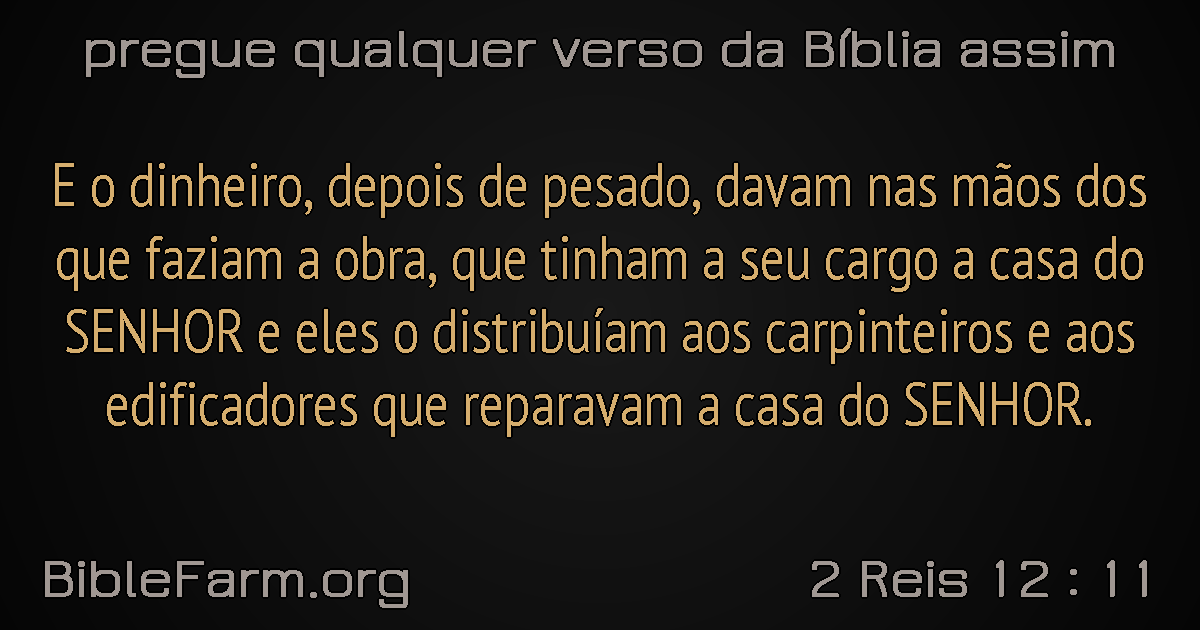 pregue qualquer verso da Bíblia assim
E o dinheiro, depois de pesado, davam nas mãos dos
que faziam a obra, que tinham a seu cargo a casa do
SENHOR e eles o distribuíam aos carpinteiros e aos
edificadores que reparavam a casa do SENHOR.
BibleFarm.org
2 Reis 12 : 11